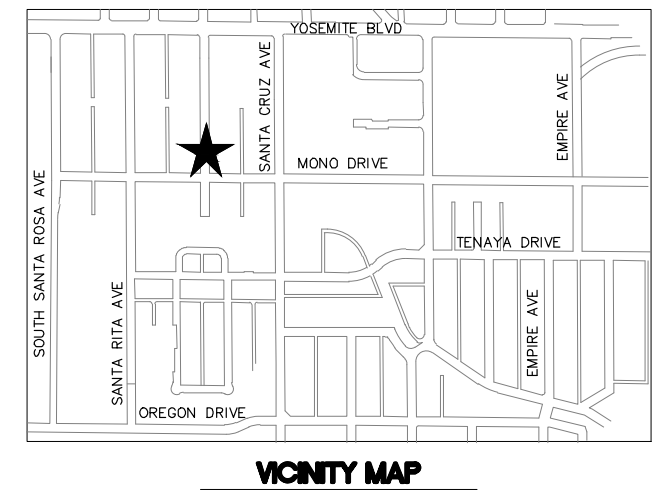 YOSEMITE BLVD
SANTA CRUZ AVE
EMPIRE AVE
MONO DRIVE
SOUTH SANTA ROSA AVE
TENAYA DRIVE
SANTA RITA AVE
EMPIRE AVE
OREGON DRIVE
VICINITY MAP